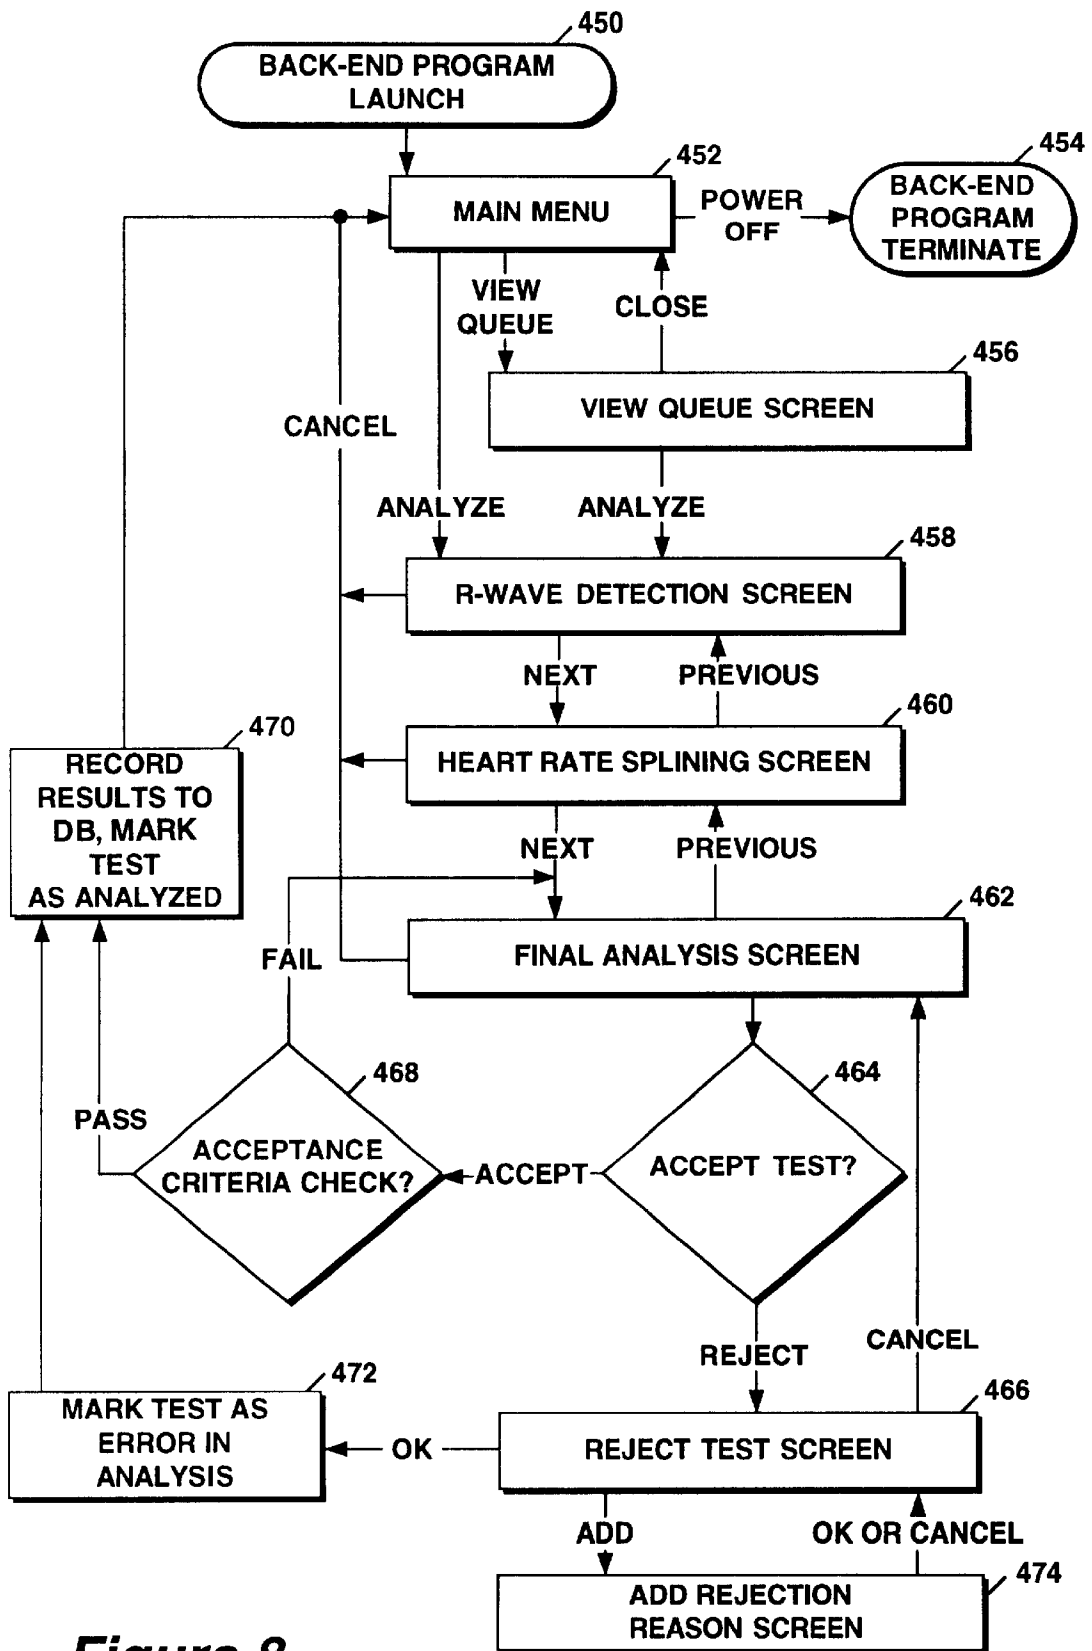 450
BACK-END PROGRAM
LAUNCH
452
454
MAIN MENU
POWER
OFF
BACK-END
PROGRAM
TERMINATE
VIEW
QUEUE
CLOSE
456
VIEW QUEUE SCREEN
CANCEL
ANALYZE
ANALYZE
458
R-WAVE DETECTION SCREEN
NEXT
PREVIOUS
460
HEART RATE SPLINING SCREEN
470
RECORD
RESULTS TO
DB, MARK
TEST
AS ANALYZED
NEXT
PREVIOUS
462
FINAL ANALYSIS SCREEN
FAIL
468
464
PASS
ACCEPTANCE
CRITERIA CHECK?
ACCEPT
ACCEPT TEST?
REJECT
CANCEL
472
MARK TEST AS
ERROR IN
ANALYSIS
OK
466
REJECT TEST SCREEN
ADD
OK OR CANCEL
474
ADD REJECTION
REASON SCREEN
Figure